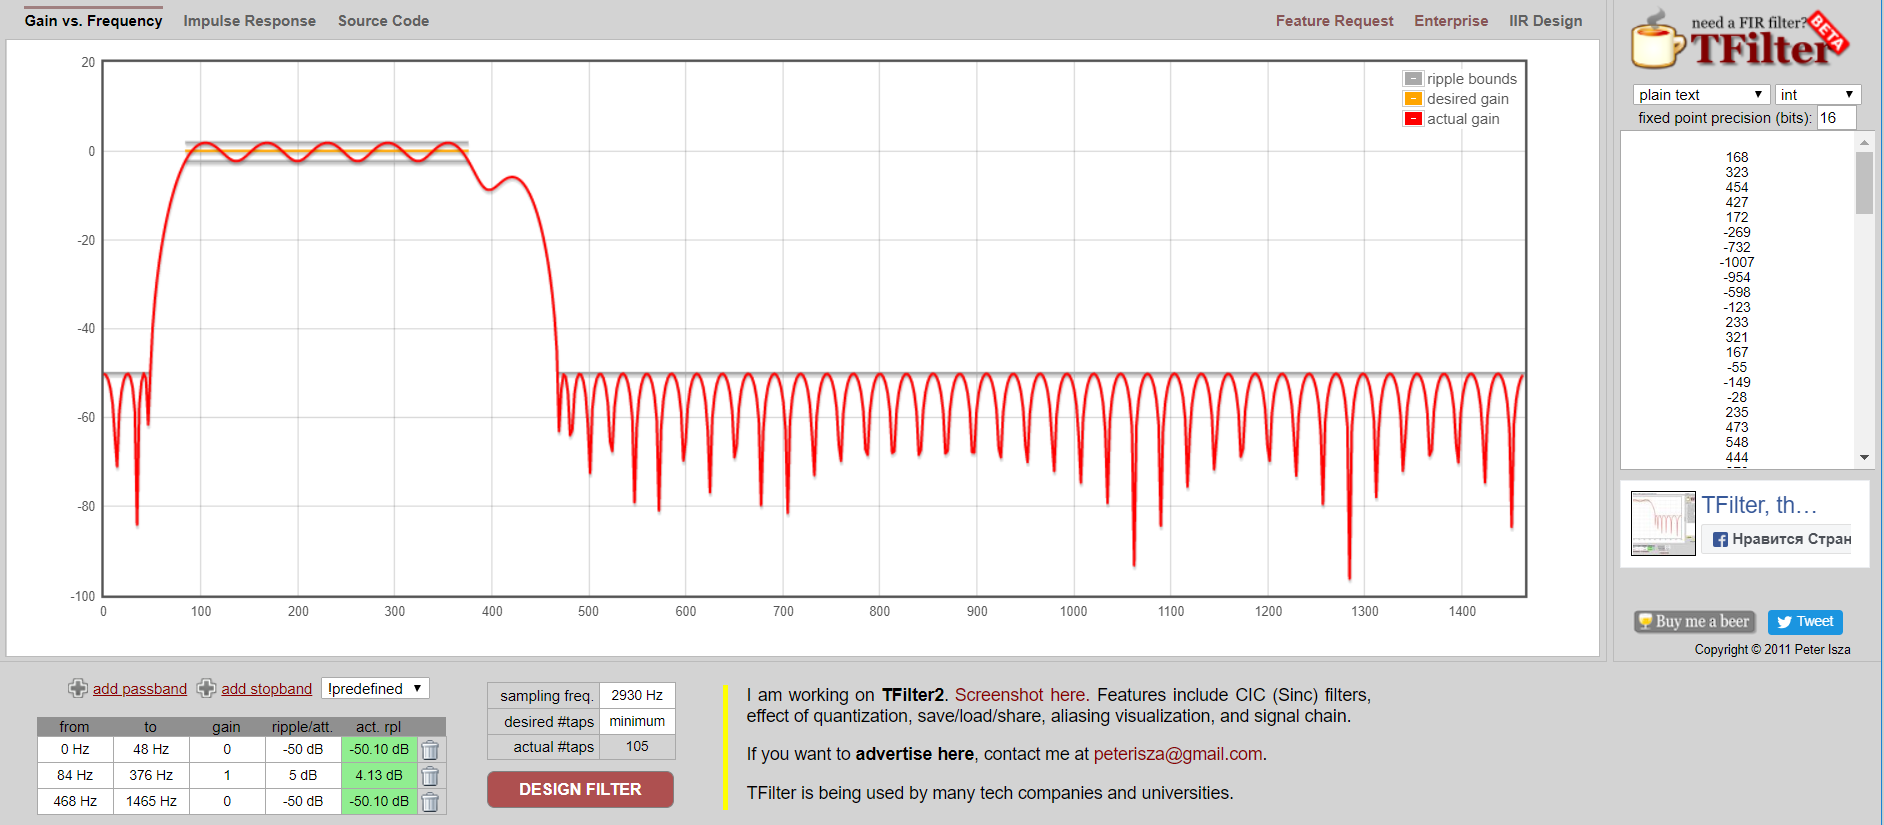 Gain vs. Frequency Impulse Response Source Code Feature Request Enterprise IIR Design
20
0
-20
-40
-60
-80
-100
0 100 200 300 400 500 600 700 800 900 1000 1100 1200 1300 1400
ripple bounds
desired gain
actual gain
need a FIR filter?
TFilter
BETA
plain text int
fixed point precision (bits): 16
168
323
454
427
172
-269
-732
-1007
-954
-598
-123
233
321
167
-55
-149
-28
235
473
548
444
TFilter, th…
Нравится Стран
Buy me a beer Tweet
Copyright © 2011 Peter Isza
add passband add stopband !predefined
from to gain ripple/att. act. rpl
0 Hz 48 Hz 0 -50 dB -50.10 dB
84 Hz 376 Hz 1 5 dB 4.13 dB
468 Hz 1465 Hz 0 -50 dB -50.10 dB
sampling freq. 2930 Hz
desired #taps minimum
actual #taps 105
DESIGN FILTER
I am working on TFilter2. Screenshot here. Features include CIC (Sinc) filters,
effect of quantization, save/load/share, aliasing visualization, and signal chain.
If you want to advertise here, contact me at peterisza@gmail.com.
TFilter is being used by many tech companies and universities.